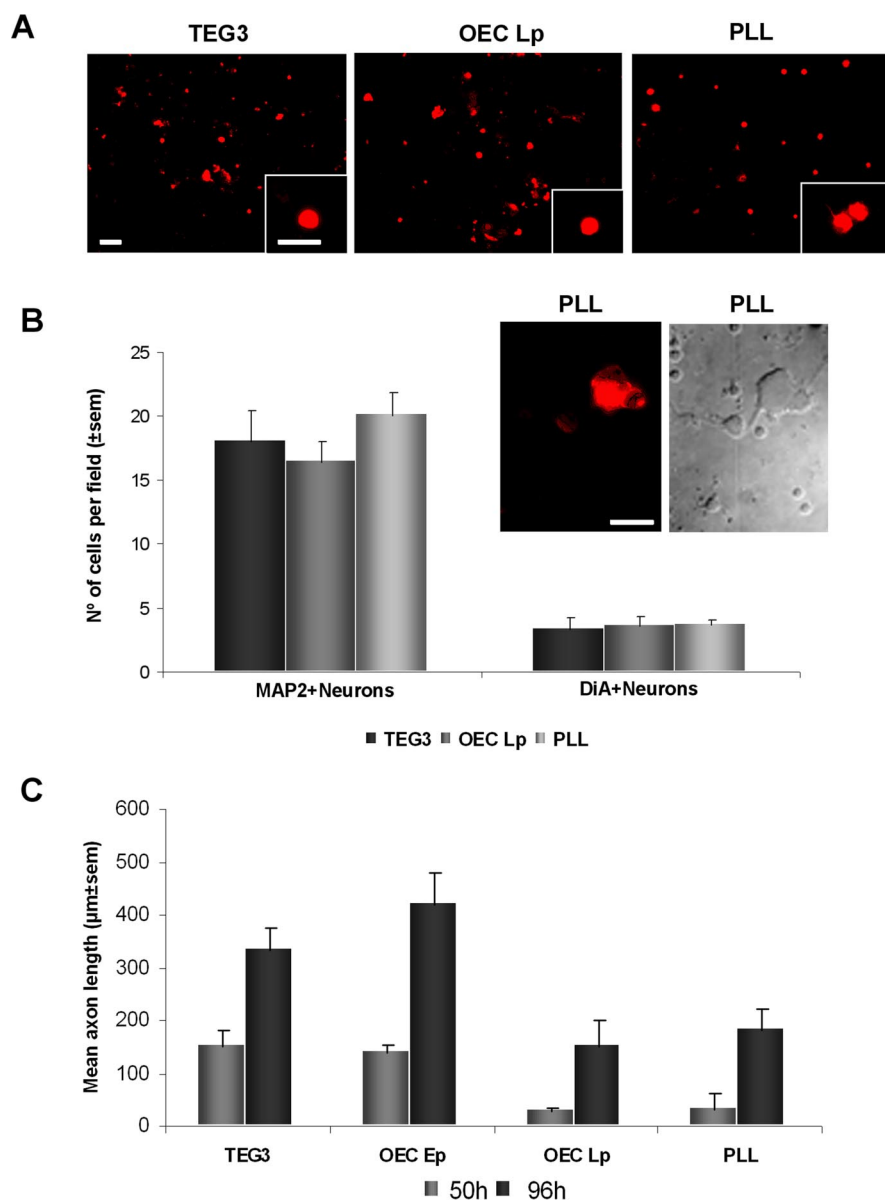 A
TEG3 OEC Lp PLL
B
PLL PLL
Nº of cells per field (±sem)
25
20
15
10
5
0
MAP2+Neurons DiA+Neurons
TEG3 OEC Lp PLL
C
Mean axon length (µm±sem)
600
500
400
300
200
100
0
TEG3 OEC Ep OEC Lp PLL
50h 96h